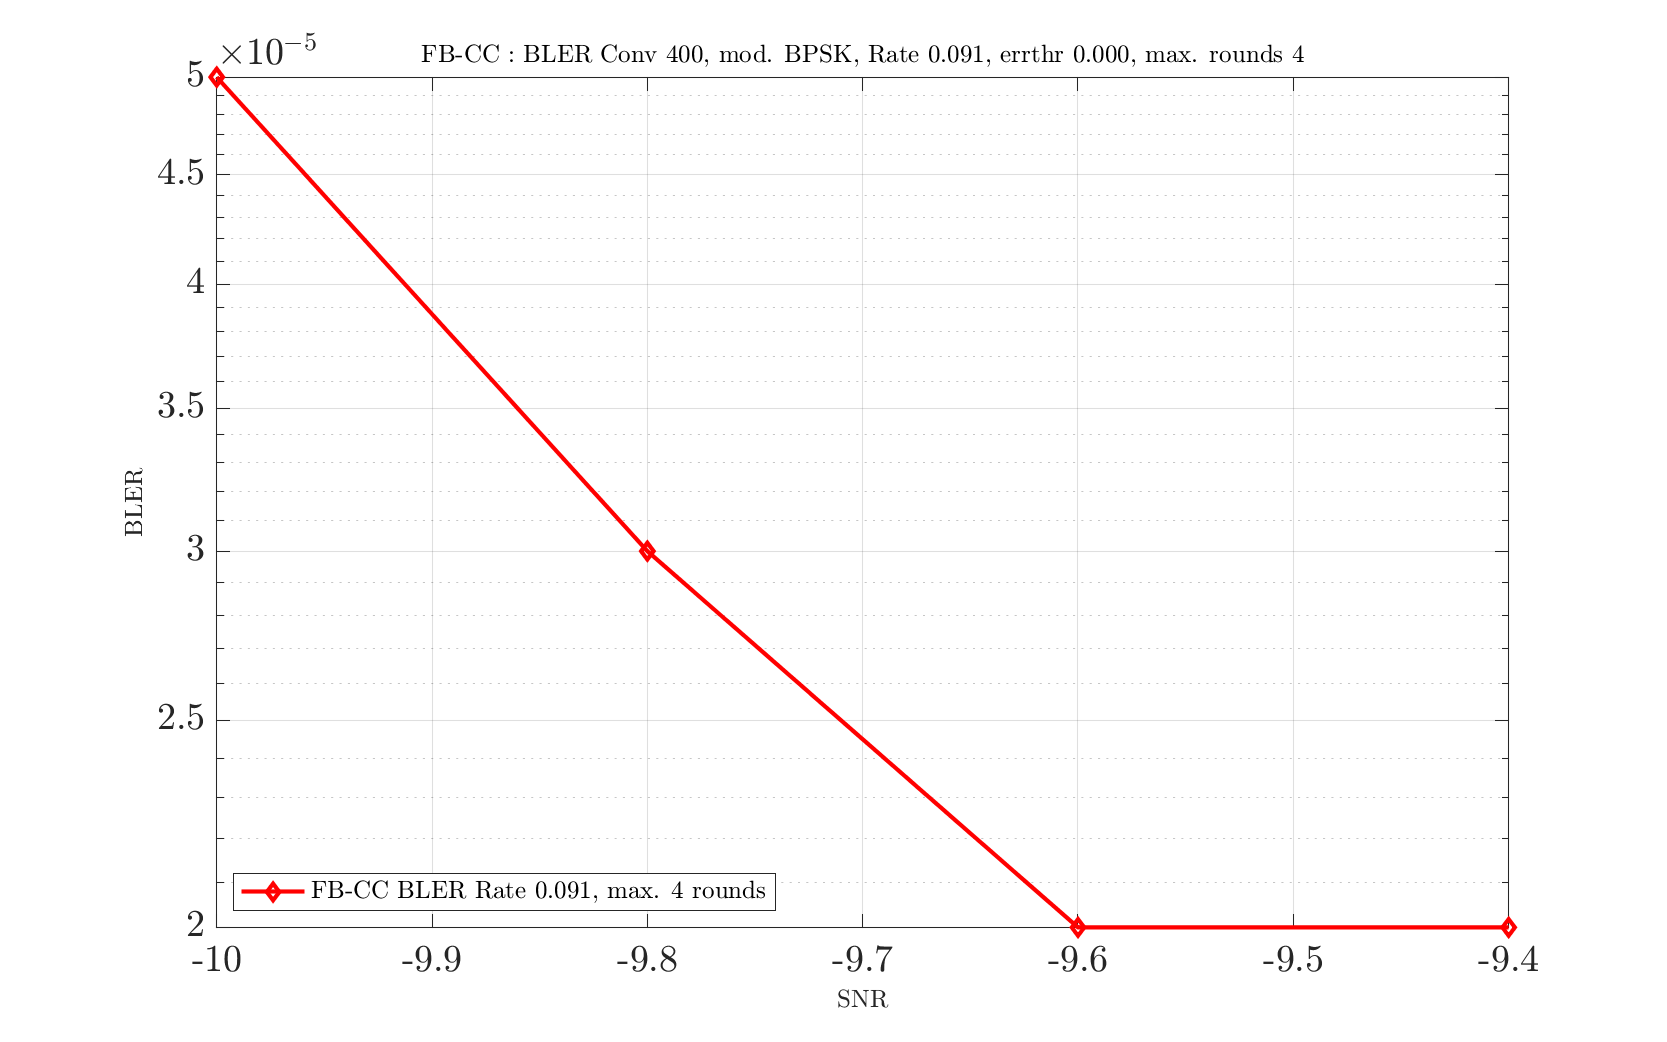 ×10⁻⁵
FB-CC : BLER Conv 400, mod. BPSK, Rate 0.091, errthr 0.000, max. rounds 4
5
4.5
4
3.5
3
2.5
2
BLER
FB-CC BLER Rate 0.091, max. 4 rounds
-10 -9.9 -9.8 -9.7 -9.6 -9.5 -9.4
SNR